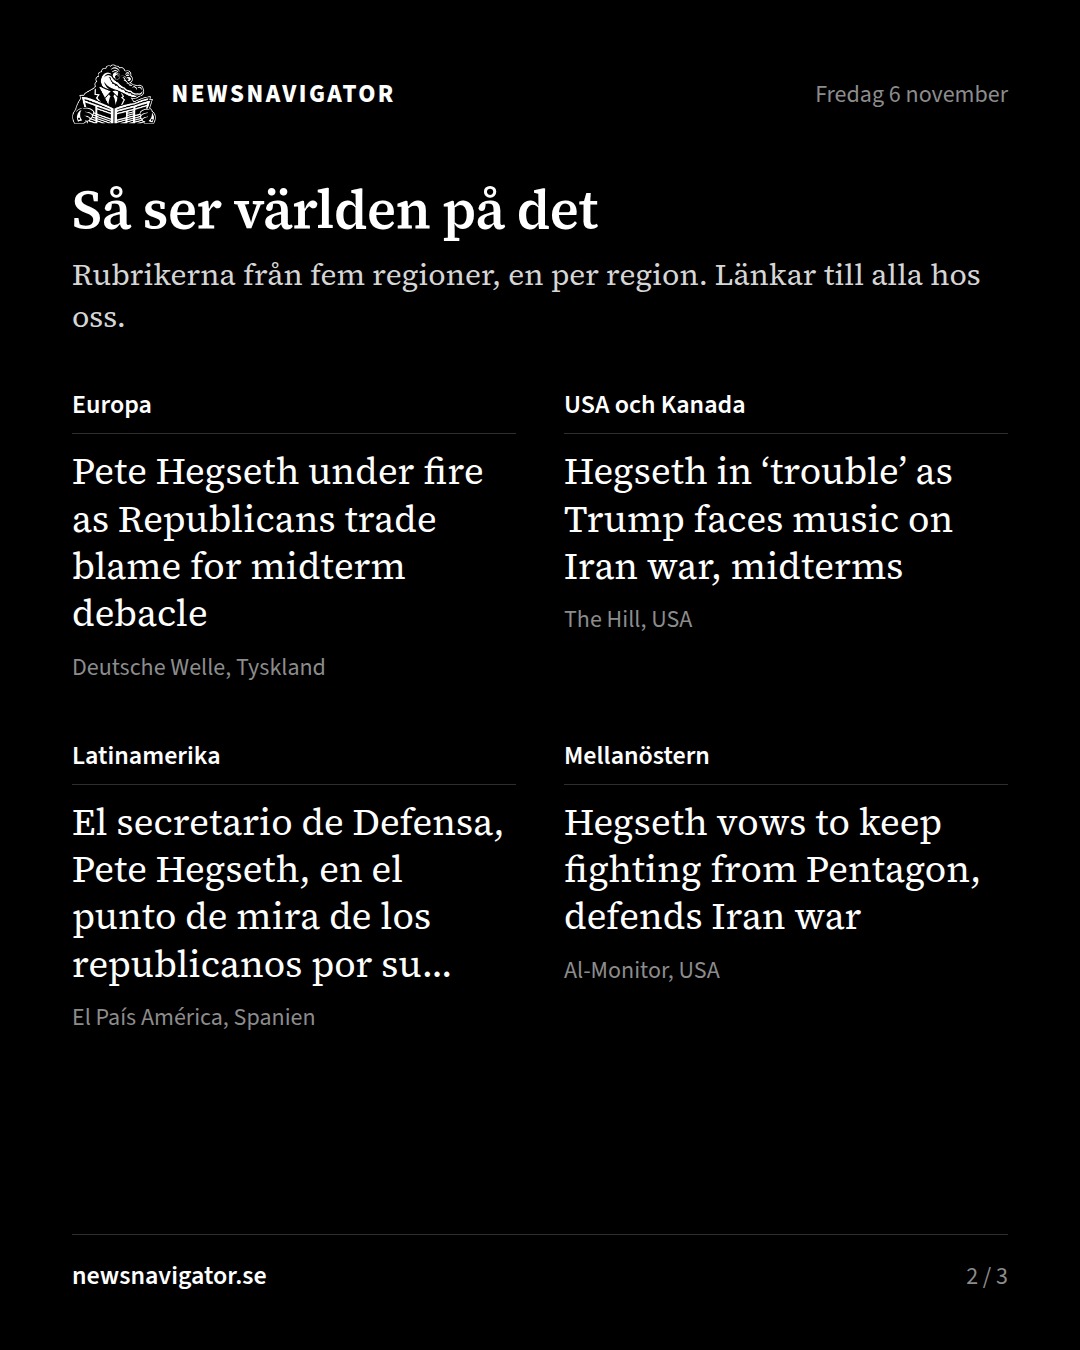 NEWSNAVIGATOR
Fredag 6 november
Så ser världen på det
Rubrikerna från fem regioner, en per region. Länkar till alla hos
oss.
Europa
Pete Hegseth under fire
as Republicans trade
blame for midterm
debacle
Deutsche Welle, Tyskland
USA och Kanada
Hegseth in ‘trouble’ as
Trump faces music on
Iran war, midterms
The Hill, USA
Latinamerika
El secretario de Defensa,
Pete Hegseth, en el
punto de mira de los
republicanos por su...
El País América, Spanien
Mellanöstern
Hegseth vows to keep
fighting from Pentagon,
defends Iran war
Al-Monitor, USA
newsnavigator.se
2 / 3